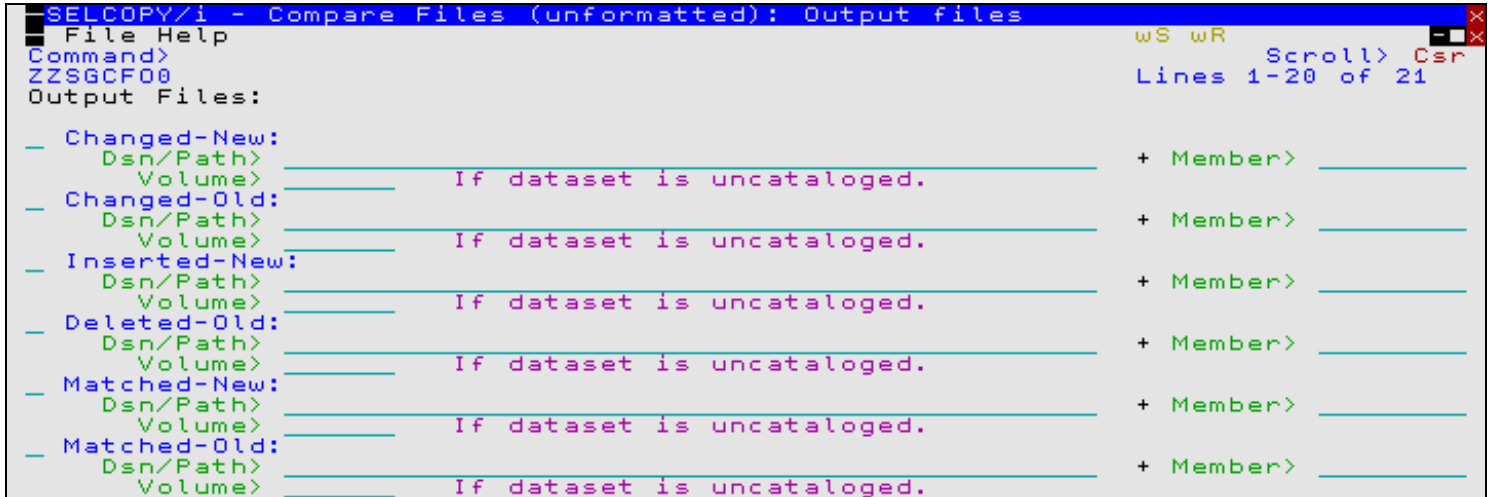 SELCOPY/i - Compare Files (unformatted): Output files
File Help wS wR
Command> Scroll> Csr
ZZSGCFO0 Lines 1-20 of 21
Output Files:
Changed-New:
Dsn/Path> + Member>
Volume> If dataset is uncataloged.
Changed-Old:
Dsn/Path> + Member>
Volume> If dataset is uncataloged.
Inserted-New:
Dsn/Path> + Member>
Volume> If dataset is uncataloged.
Deleted-Old:
Dsn/Path> + Member>
Volume> If dataset is uncataloged.
Matched-New:
Dsn/Path> + Member>
Volume> If dataset is uncataloged.
Matched-Old:
Dsn/Path> + Member>
Volume> If dataset is uncataloged.